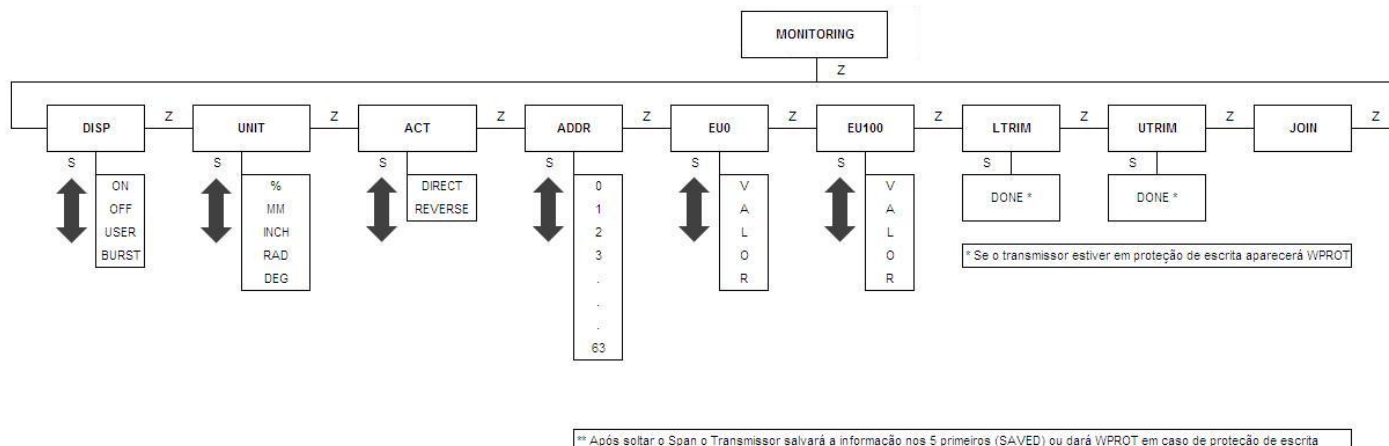 MONITORING
Z
DISP Z UNIT Z ACT Z ADDR Z EU0 Z EU100 Z LTRIM Z UTRIM Z JOIN Z
S S S S S S S S
ON
OFF
USER
BURST
%
MM
INCH
RAD
DEG
DIRECT
REVERSE
0
1
2
3
.
.
.
63
V
A
L
O
R
V
A
L
O
R
DONE *
DONE *
* Se o transmissor estiver em proteção de escrita aparecerá WPROT
** Após soltar o Span o Transmissor salvará a informação nos 5 primeiros (SAVED) ou dará WPROT em caso de proteção de escrita